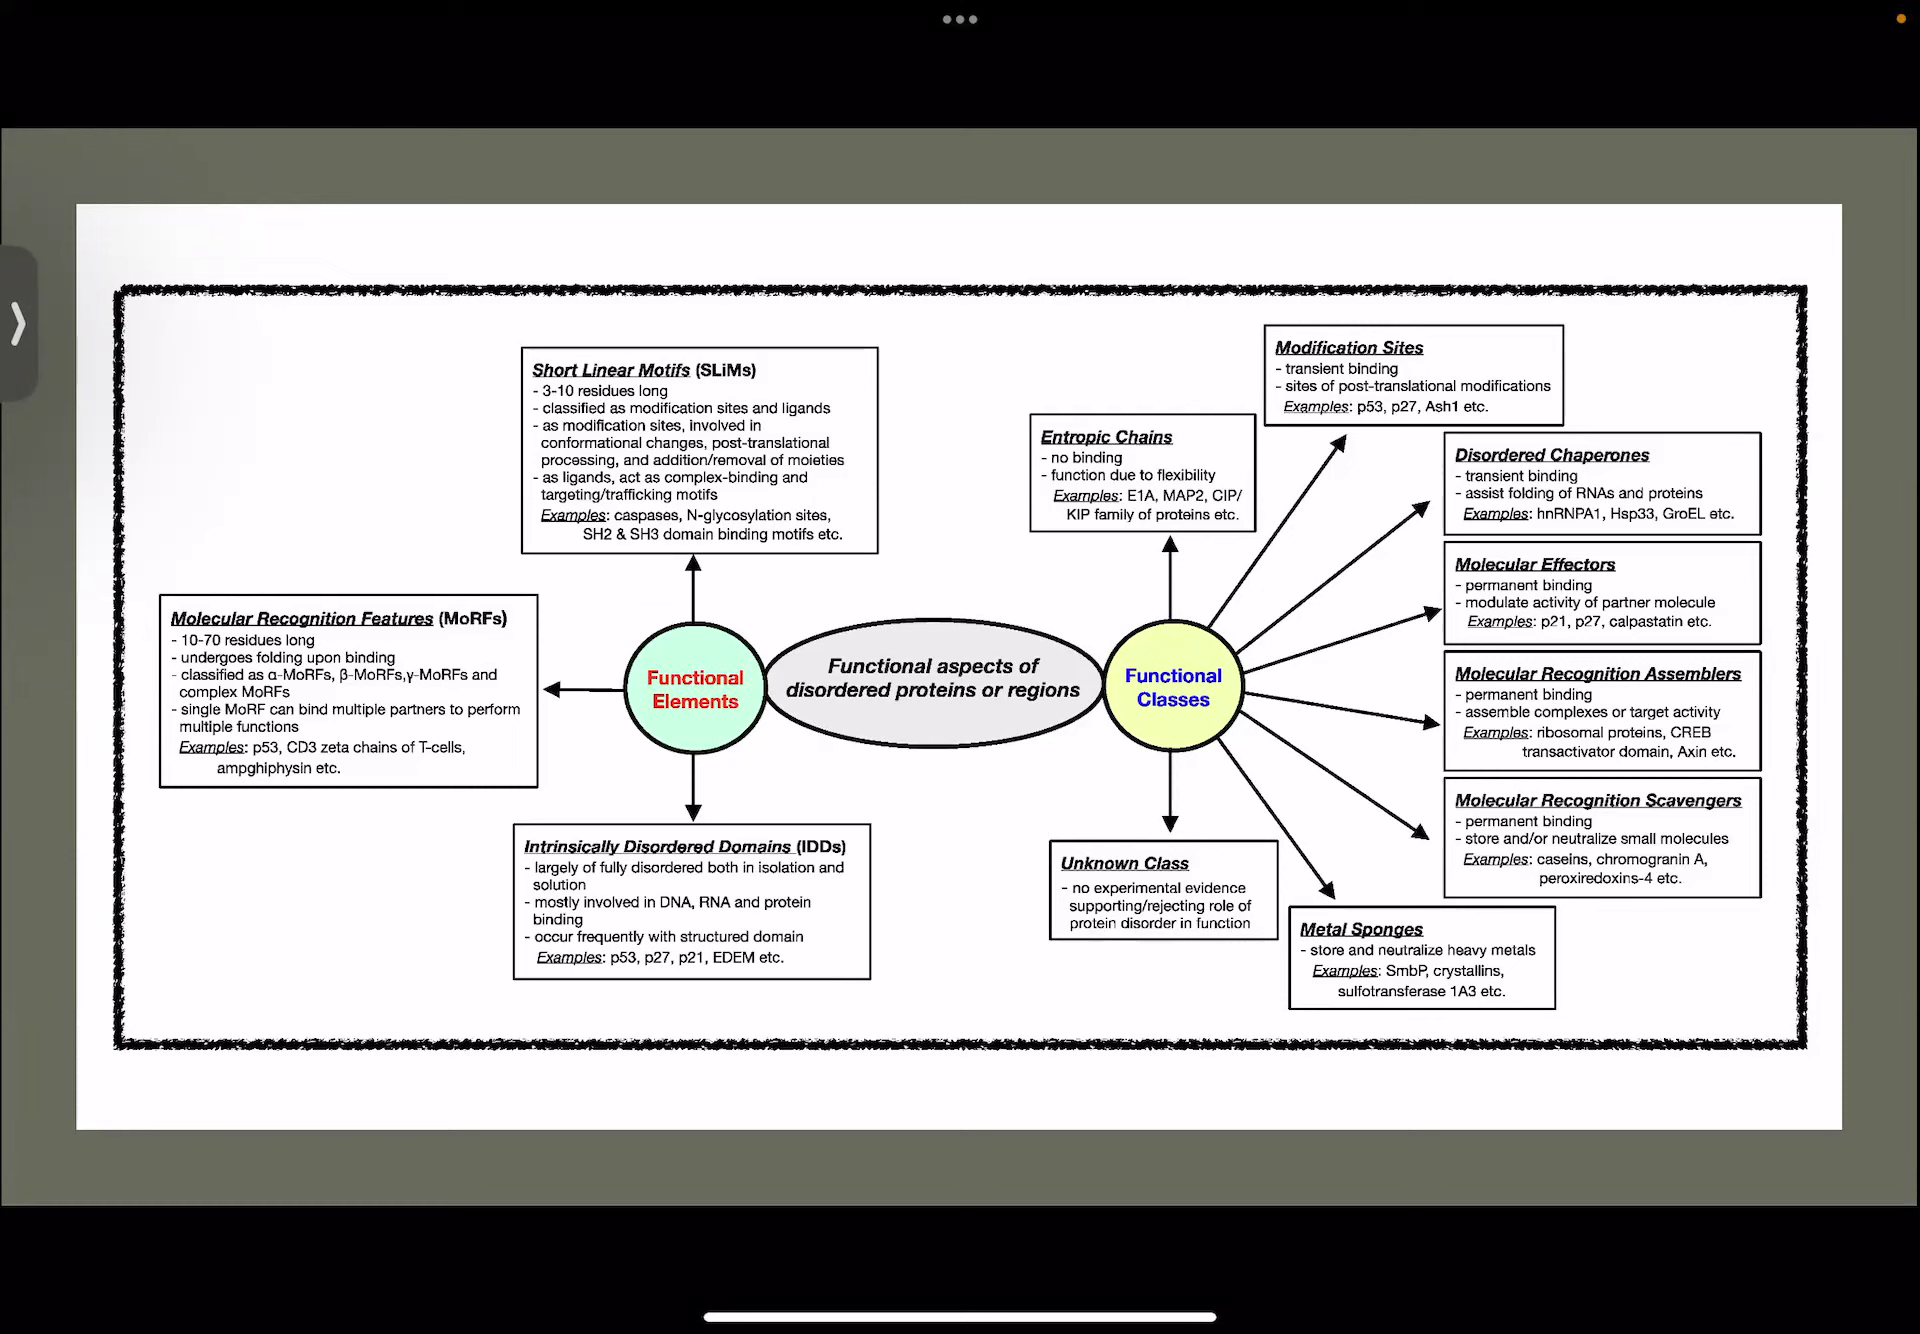 Short Linear Motifs (SLiMs)
- 3-10 residues long
- classified as modification sites and ligands
- as modification sites, involved in
conformational changes, post-translational
processing, and addition/removal of moieties
- as ligands, act as complex-binding and
targeting/trafficking motifs
Examples: caspases, N-glycosylation sites,
SH2 & SH3 domain binding motifs etc.
Molecular Recognition Features (MoRFs)
- 10-70 residues long
- undergoes folding upon binding
- classified as α-MoRFs, β-MoRFs,γ-MoRFs and
complex MoRFs
- single MoRF can bind multiple partners to perform
multiple functions
Examples: p53, CD3 zeta chains of T-cells,
ampghiphysin etc.
Functional
Elements
Intrinsically Disordered Domains (IDDs)
- largely of fully disordered both in isolation and
solution
- mostly involved in DNA, RNA and protein
binding
- occur frequently with structured domain
Examples: p53, p27, p21, EDEM etc.
Functional aspects of
disordered proteins or regions
Functional
Classes
Entropic Chains
- no binding
- function due to flexibility
Examples: E1A, MAP2, CIP/
KIP family of proteins etc.
Modification Sites
- transient binding
- sites of post-translational modifications
Examples: p53, p27, Ash1 etc.
Disordered Chaperones
- transient binding
- assist folding of RNAs and proteins
Examples: hnRNPA1, Hsp33, GroEL etc.
Molecular Effectors
- permanent binding
- modulate activity of partner molecule
Examples: p21, p27, calpastatin etc.
Molecular Recognition Assemblers
- permanent binding
- assemble complexes or target activity
Examples: ribosomal proteins, CREB
transactivator domain, Axin etc.
Molecular Recognition Scavengers
- permanent binding
- store and/or neutralize small molecules
Examples: caseins, chromogranin A,
peroxiredoxins-4 etc.
Metal Sponges
- store and neutralize heavy metals
Examples: SmbP, crystallins,
sulfotransferase 1A3 etc.
Unknown Class
- no experimental evidence
supporting/rejecting role of
protein disorder in function